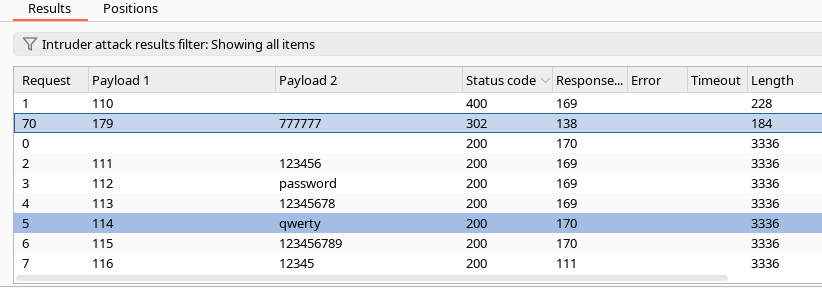 Results Positions
Intruder attack results filter: Showing all items
Request Payload 1 Payload 2 Status code Response... Error Timeout Length
1 110 400 169 228
70 179 777777 302 138 184
0 200 170 3336
2 111 123456 200 169 3336
3 112 password 200 169 3336
4 113 12345678 200 169 3336
5 114 qwerty 200 170 3336
6 115 123456789 200 170 3336
7 116 12345 200 111 3336